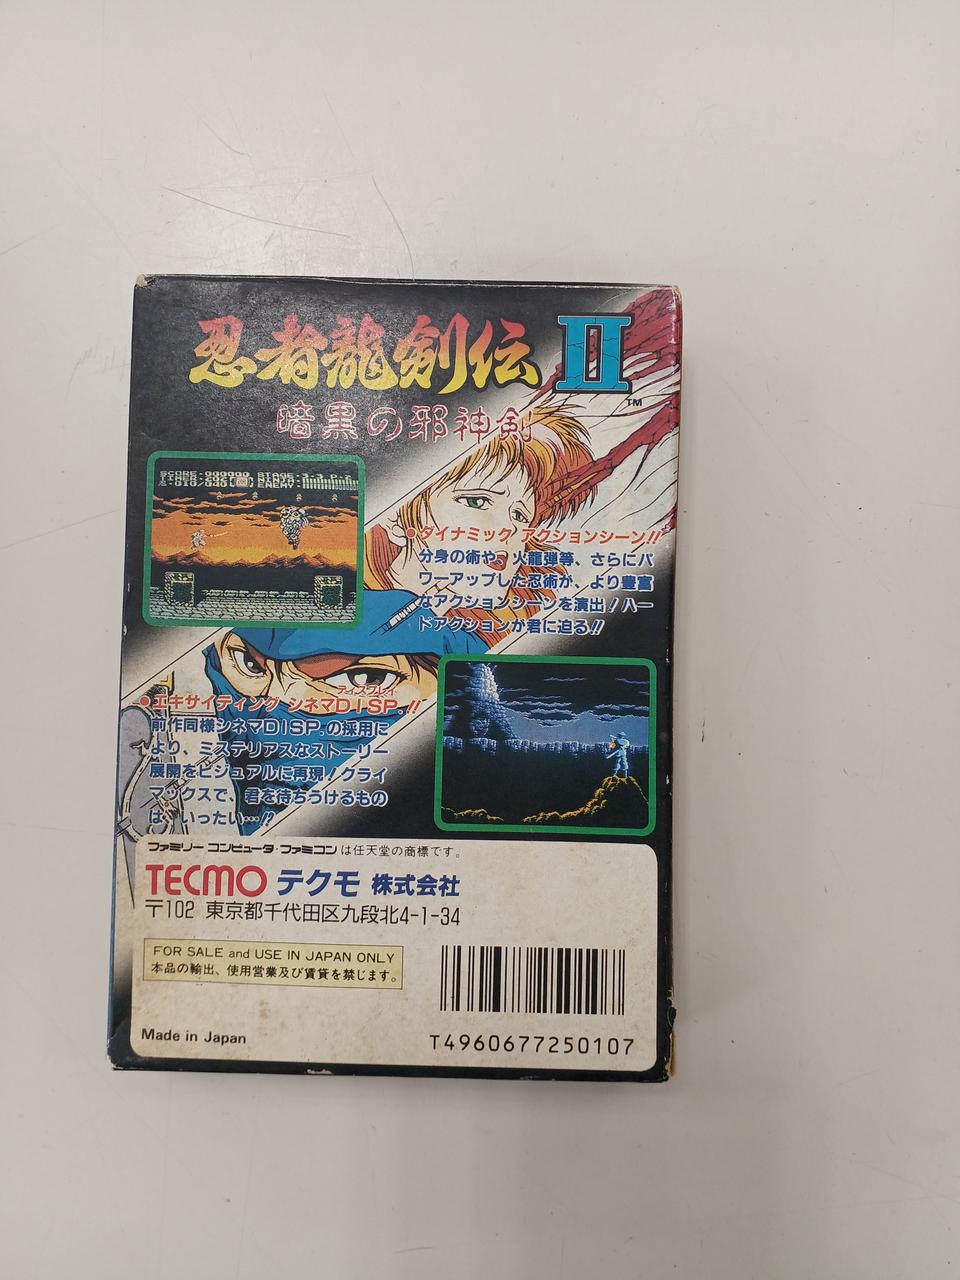 忍者龍剣伝II
TM
暗黒の邪神剣
●ダイナミック アクションシーン!!
分身の術や、火龍弾等、さらにパ
ワーアップした忍術が、より豊富
なアクションシーンを演出！ハー
ドアクションが君に迫る!!
ディスプレイ
●エキサイティング シネマDISP.!!
前作同様シネマDISP.の採用に
より、ミステリアスなストーリー
展開をビジュアルに再現！クライ
マックスで、君を待ちうけるもの
は、いったい…!?
ファミリーコンピュータ・ファミコンは任天堂の商標です。
TECMO テクモ 株式会社
〒102 東京都千代田区九段北4-1-34
FOR SALE and USE IN JAPAN ONLY
本品の輸出、使用営業及び賃貸を禁じます。
Made in Japan
T4960677250107